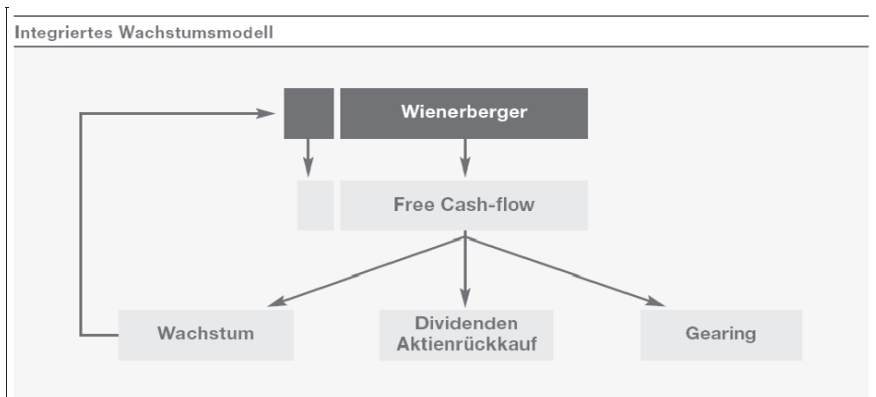 Integriertes Wachstumsmodell
Wienerberger
Free Cash-flow
Wachstum
Dividenden
Aktienrückkauf
Gearing